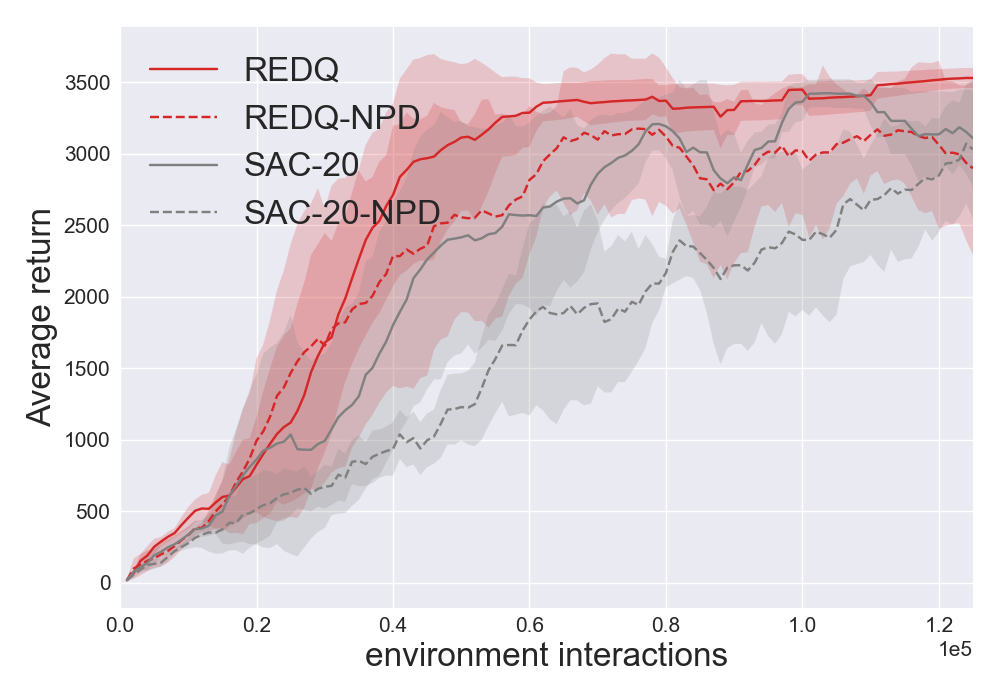 REDQ
REDQ-NPD
SAC-20
SAC-20-NPD
Average return
3500
3000
2500
2000
1500
1000
500
0
0.0 0.2 0.4 0.6 0.8 1.0 1.2
1e5
environment interactions